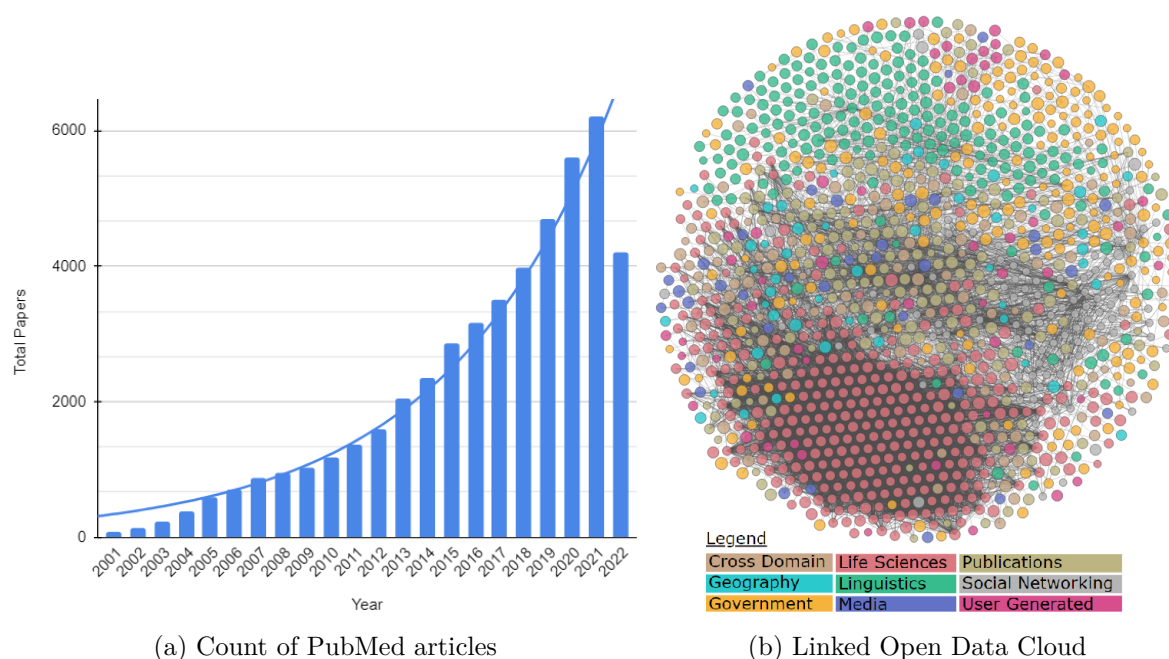 6000
4000
2000
0
Total Papers
2001 2002 2003 2004 2005 2006 2007 2008 2009 2010 2011 2012 2013 2014 2015 2016 2017 2018 2019 2020 2021 2022
Year
(a) Count of PubMed articles
Legend
Cross Domain Life Sciences Publications
Geography Linguistics Social Networking
Government Media User Generated
(b) Linked Open Data Cloud